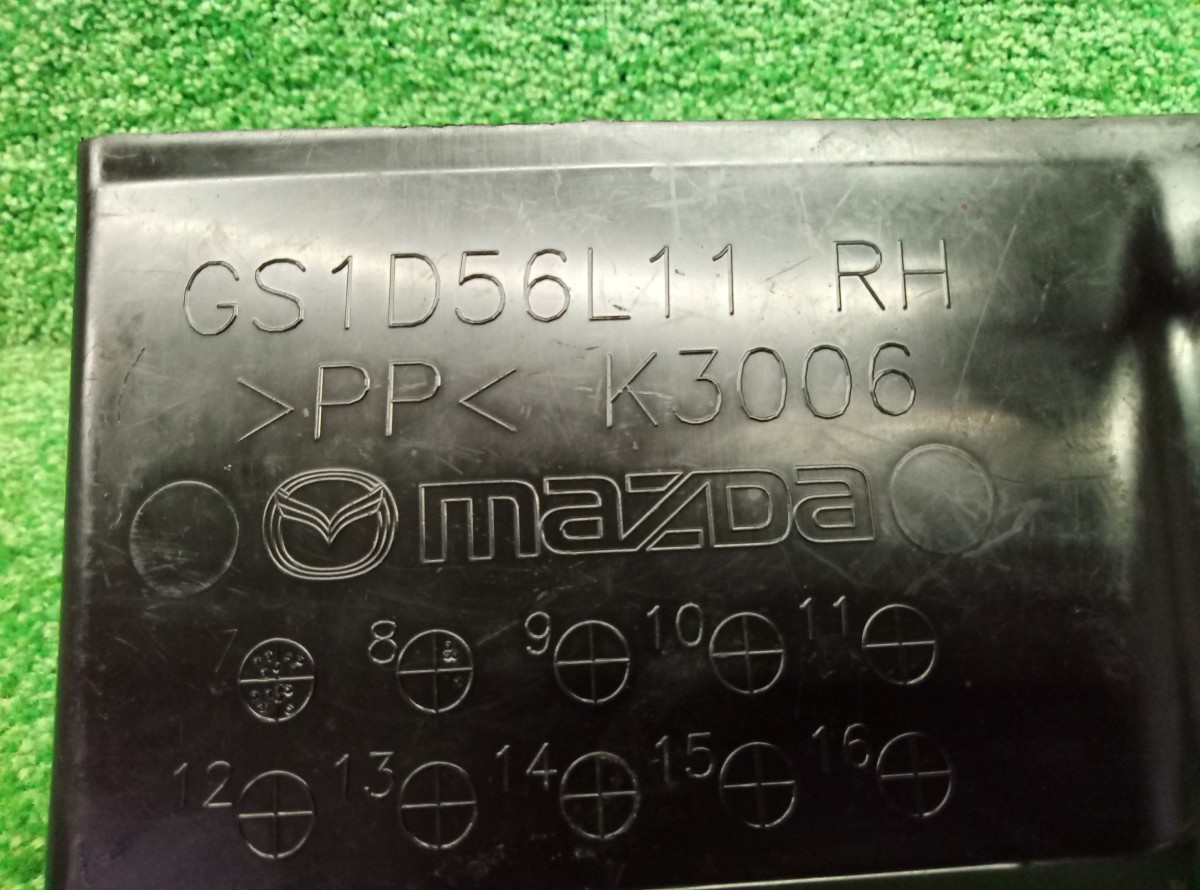 GS1D56L11 RH
>PP< K3006
mazda
7 8 9 10 11
12 13 14 15 16